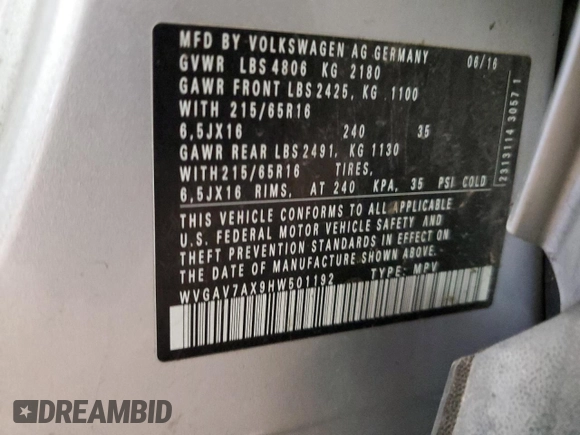 MFD BY VOLKSWAGEN AG GERMANY 06/16
GVWR LBS 4806 KG 2180
GAWR FRONT LBS 2425, KG 1100
WITH 215/65R16
6,5JX16 240 35
GAWR REAR LBS 2491, KG 1130
WITH215/65R16 TIRES,
6,5JX16 RIMS, AT 240 KPA, 35 PSI COLD
THIS VEHICLE CONFORMS TO ALL APPLICABLE
U.S. FEDERAL MOTOR VEHICLE SAFETY AND
THEFT PREVENTION STANDARDS IN EFFECT ON
THE DATE OF MANUFACTURE SHOWN ABOVE.
WVGAV7AX9HW501192 TYPE: MPV
2313114 3057 1
DREAMBID